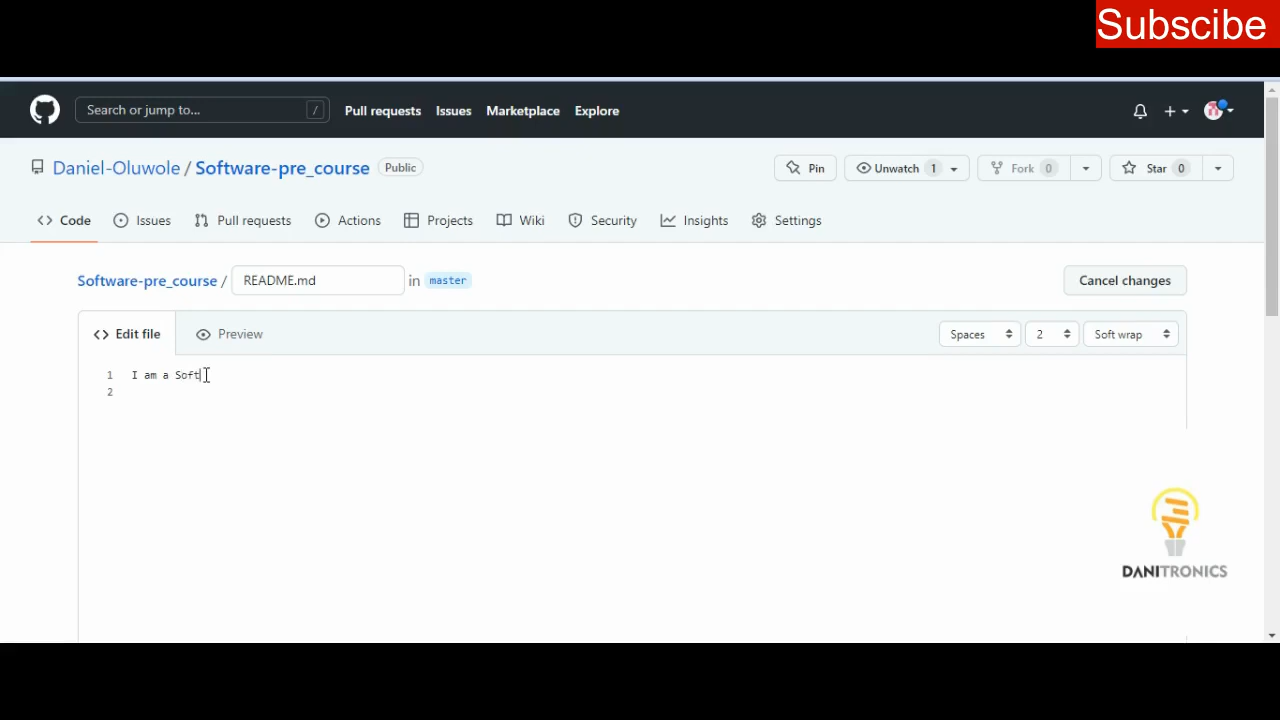 Subscibe
Search or jump to... /
Pull requests Issues Marketplace Explore
Daniel-Oluwole / Software-pre_course Public
Pin Unwatch 1 Fork 0 Star 0
Code Issues Pull requests Actions Projects Wiki Security Insights Settings
Software-pre_course / README.md in master Cancel changes
Edit file Preview Spaces 2 Soft wrap
1 I am a Soft
2
DANITRONICS